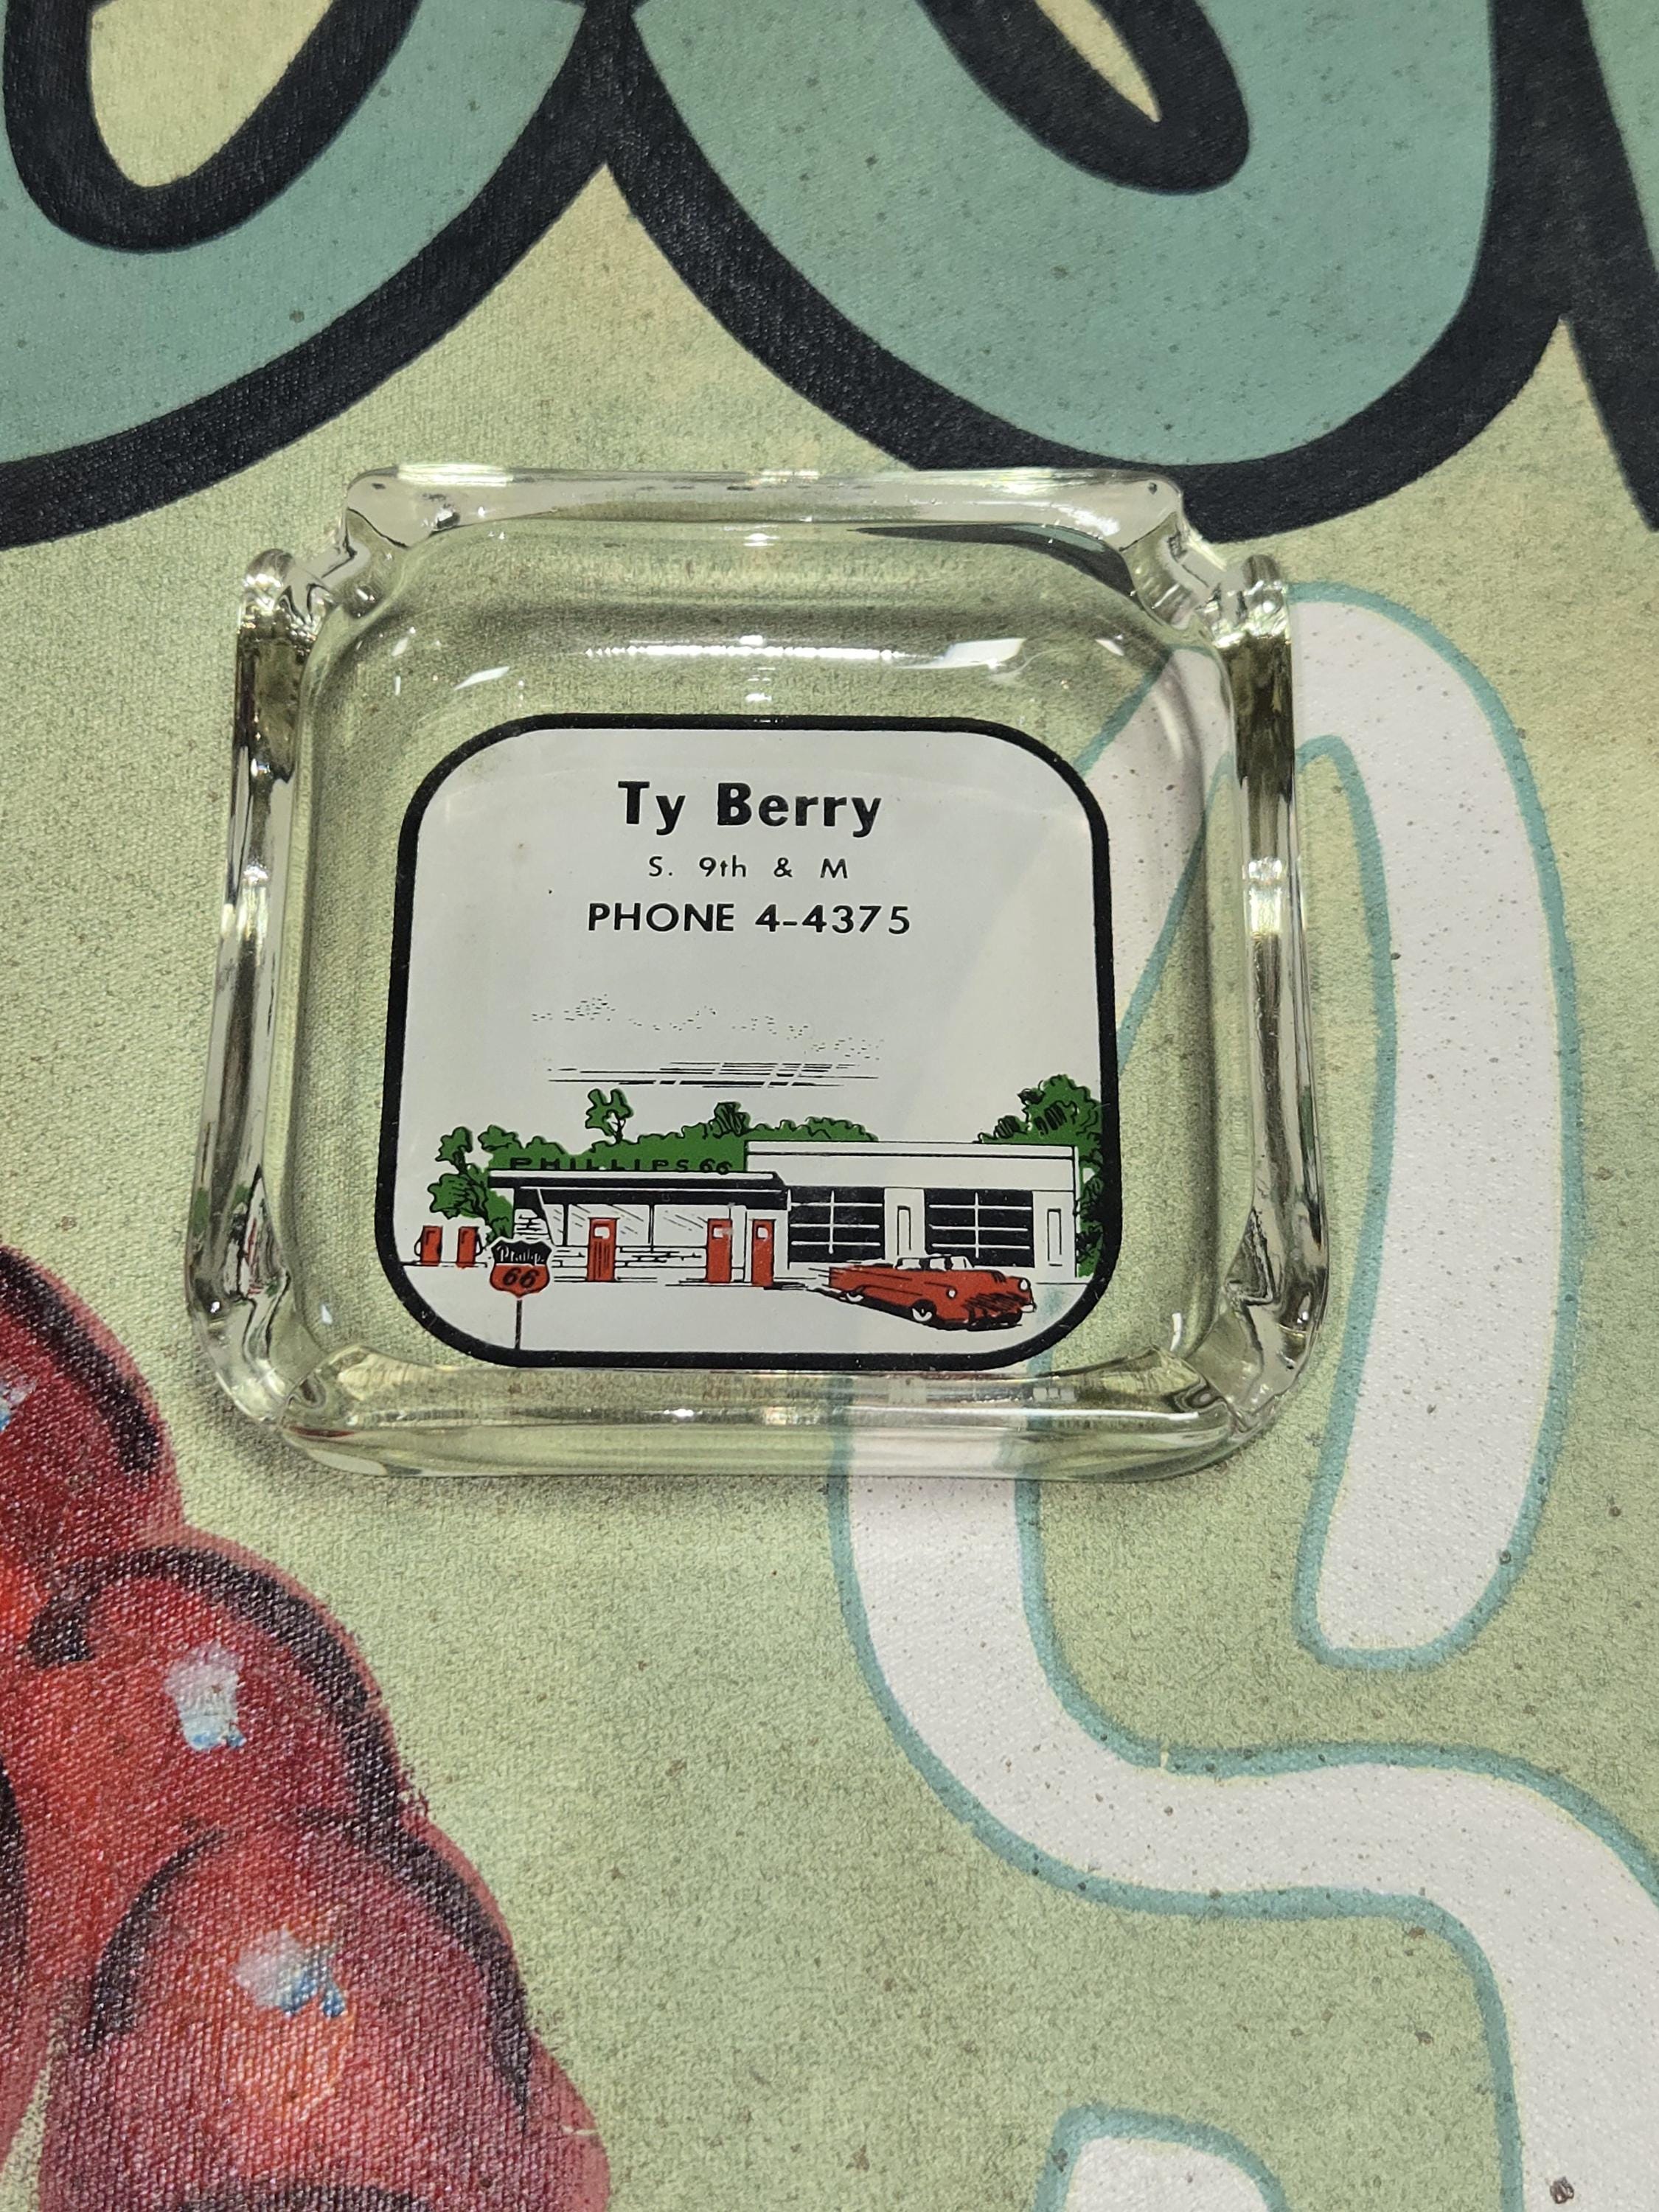 Ty Berry
S. 9th & M
PHONE 4-4375
PHILLIPS 66
Phillips
66